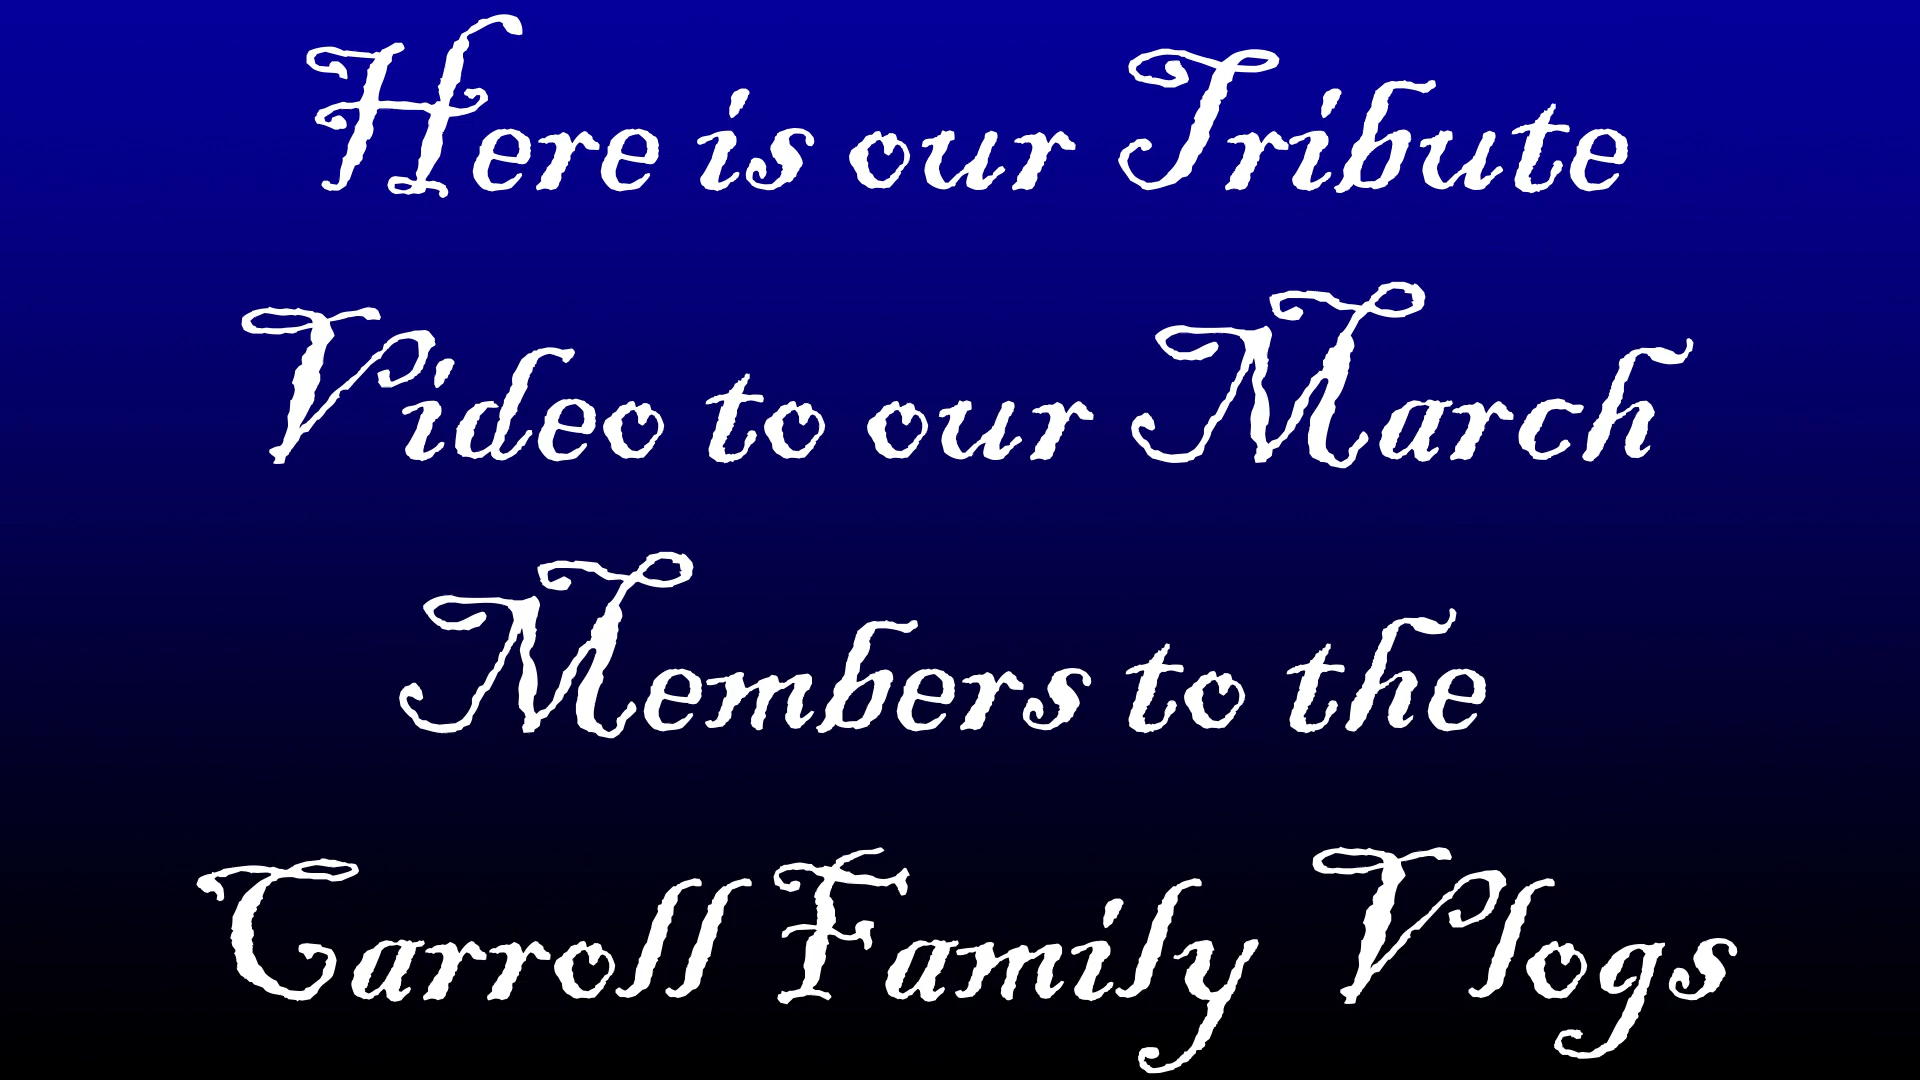 Here is our Tribute
Video to our March
Members to the
Carroll Family Vlogs